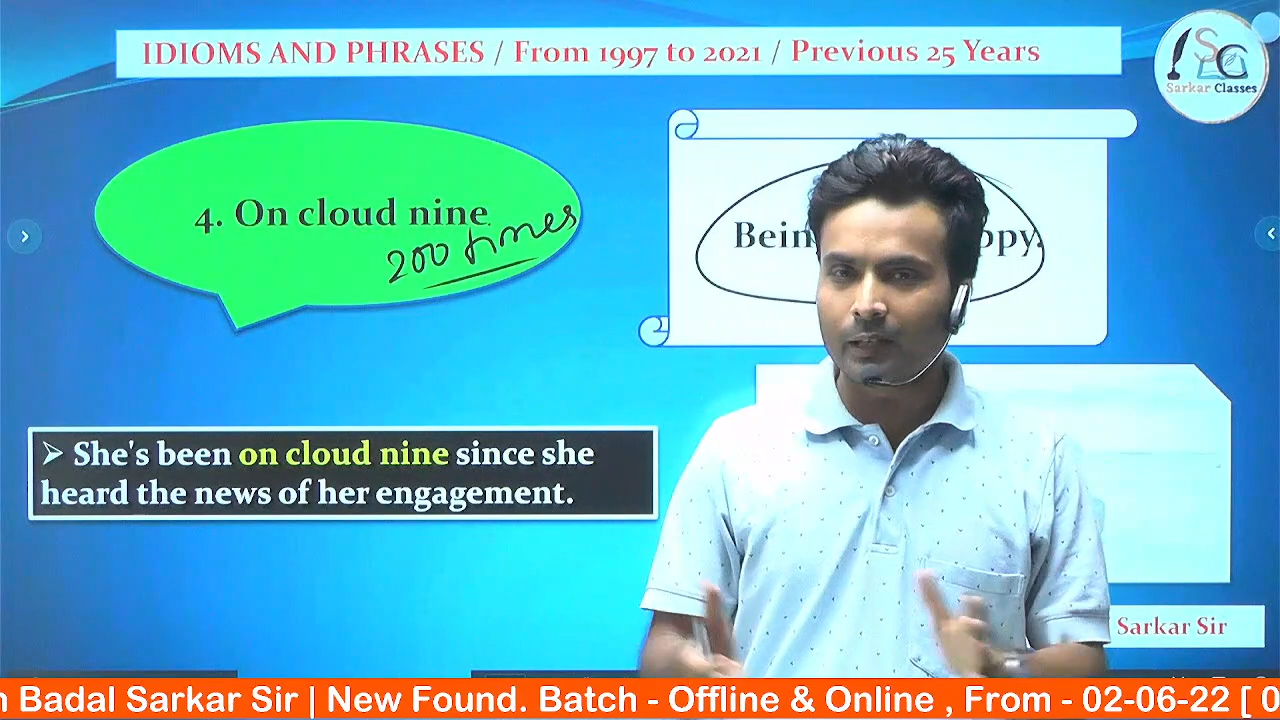 IDIOMS AND PHRASES / From 1997 to 2021 / Previous 25 Years
SC
Sarkar Classes
4. On cloud nine
200 times
➢ She's been on cloud nine since she
heard the news of her engagement.
Sarkar Sir
Badal Sarkar Sir | New Found. Batch - Offline & Online , From - 02-06-22 [